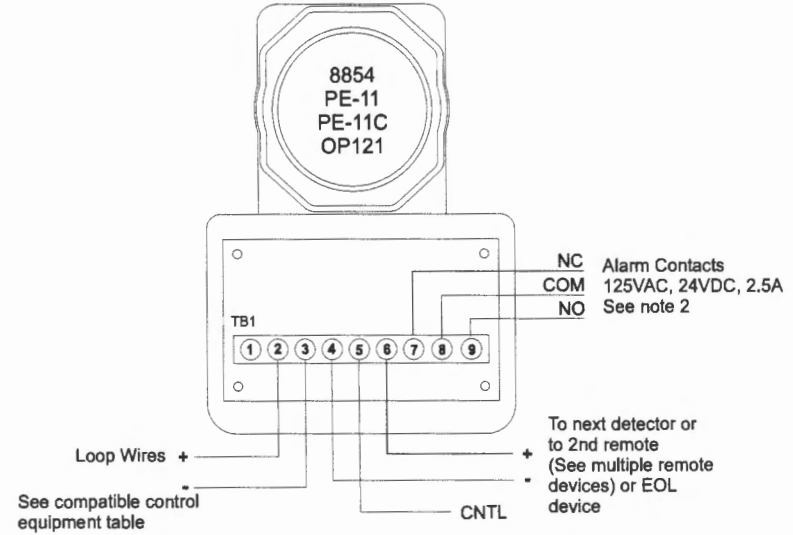 8854
PE-11
PE-11C
OP121
NC
COM
NO
Alarm Contacts
125VAC, 24VDC, 2.5A
See note 2
TB1
1 2 3 4 5 6 7 8 9
Loop Wires +
-
See compatible control
equipment table
+
-
To next detector or
to 2nd remote
(See multiple remote
devices) or EOL
device
CNTL